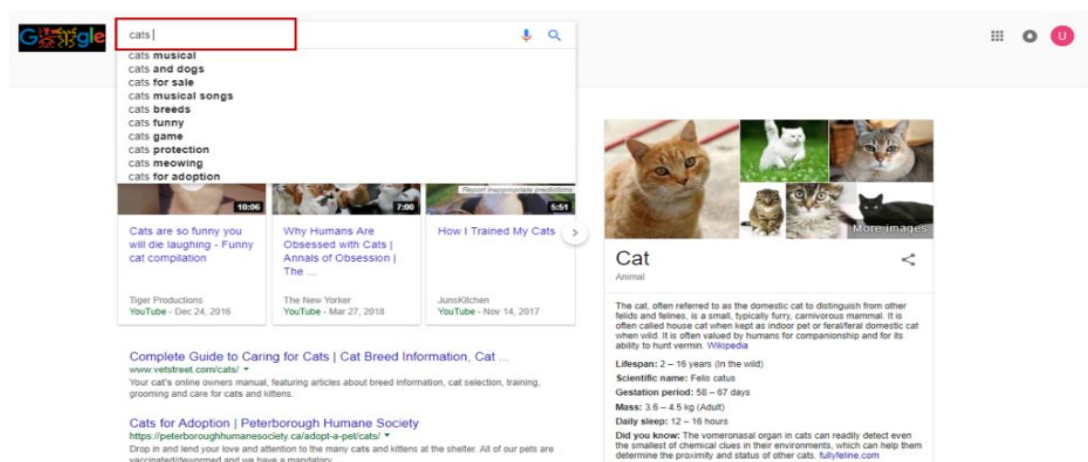 Google
cats
cats musical
cats and dogs
cats for sale
cats musical songs
cats breeds
cats funny
cats game
cats protection
cats meowing
cats for adoption
Report inappropriate predictions
U
10:06
7:00
5:51
Cats are so funny you
will die laughing - Funny
cat compilation
Tiger Productions
YouTube - Dec 24, 2016
Why Humans Are
Obsessed with Cats |
Annals of Obsession |
The ...
The New Yorker
YouTube - Mar 27, 2018
How I Trained My Cats
JunsKitchen
YouTube - Nov 14, 2017
Complete Guide to Caring for Cats | Cat Breed Information, Cat ...
www.vetstreet.com/cats/
Your cat's online owners manual, featuring articles about breed information, cat selection, training,
grooming and care for cats and kittens.
Cats for Adoption | Peterborough Humane Society
https://peterboroughhumanesociety.ca/adopt-a-pet/cats/
Drop in and lend your love and attention to the many cats and kittens at the shelter. All of our pets are
vaccinated/dewormed and we have a mandatory
More images
Cat
Animal
The cat, often referred to as the domestic cat to distinguish from other
felids and felines, is a small, typically furry, carnivorous mammal. It is
often called house cat when kept as indoor pet or feral/feral domestic cat
when wild. It is often valued by humans for companionship and for its
ability to hunt vermin. Wikipedia
Lifespan: 2 – 16 years (In the wild)
Scientific name: Felis catus
Gestation period: 58 – 67 days
Mass: 3.6 – 4.5 kg (Adult)
Daily sleep: 12 – 16 hours
Did you know: The vomeronasal organ in cats can readily detect even
the smallest of chemical clues in their environments, which can help them
determine the proximity and status of other cats. fullyfeline.com